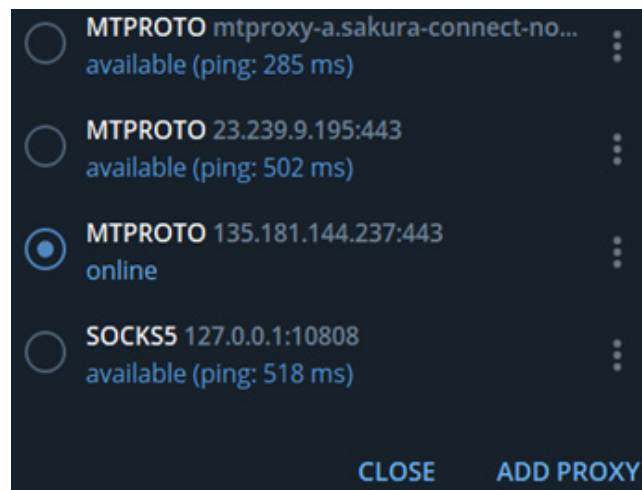 MTPROTO mtproxy-a.sakura-connect-no...
available (ping: 285 ms)
MTPROTO 23.239.9.195:443
available (ping: 502 ms)
MTPROTO 135.181.144.237:443
online
SOCKS5 127.0.0.1:10808
available (ping: 518 ms)
CLOSE ADD PROXY